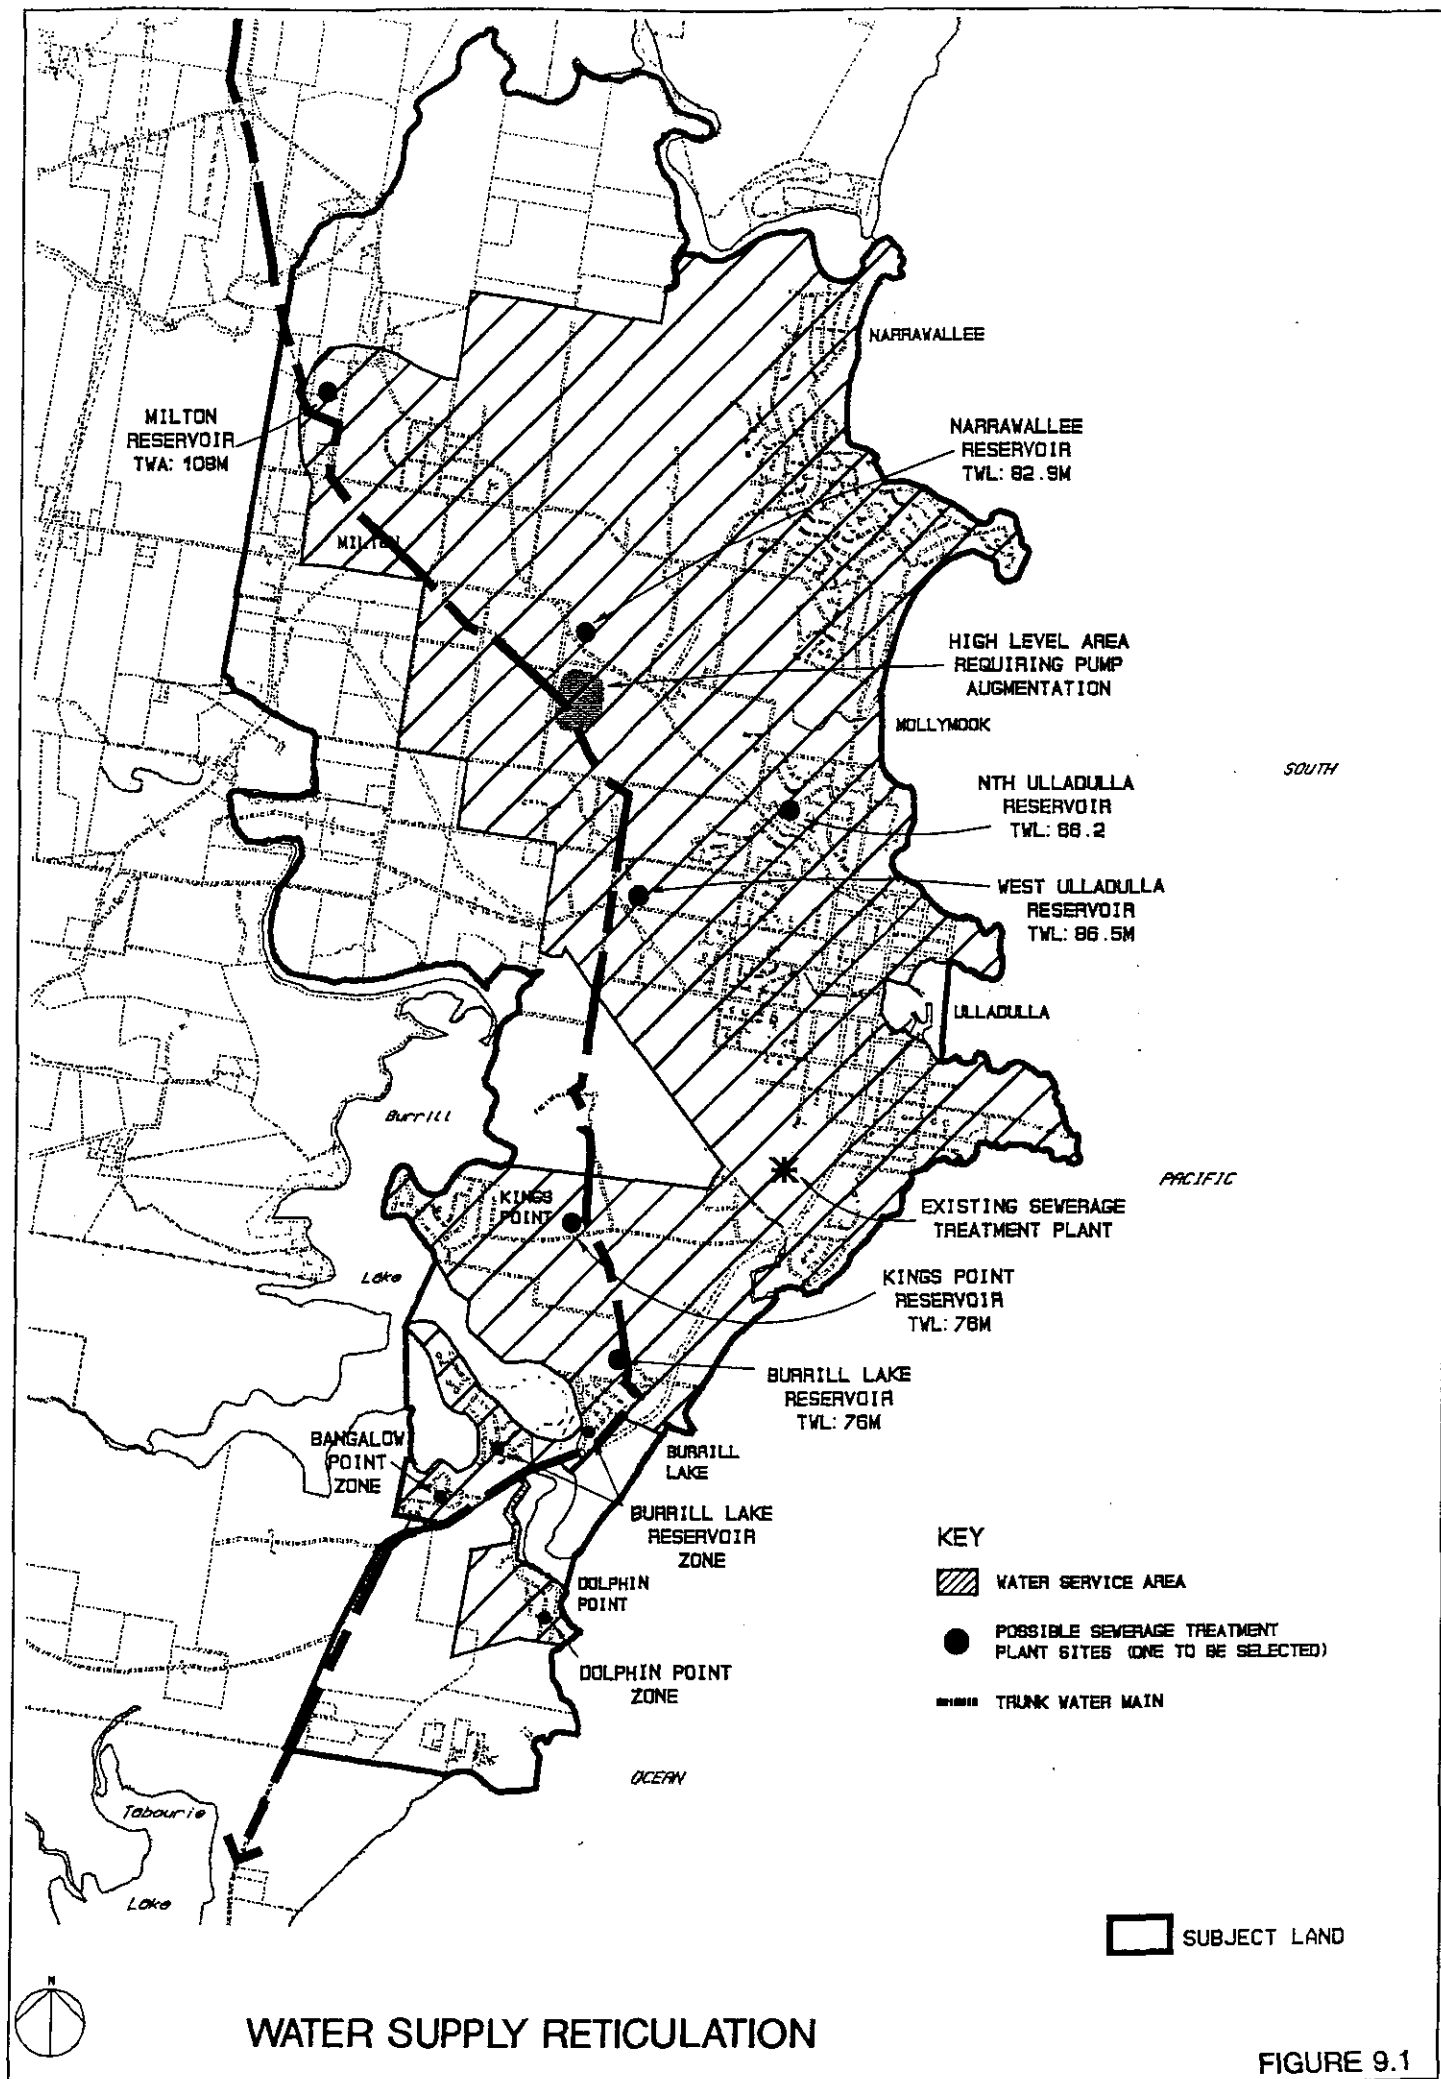 NARRAWALLEE
MILTON
RESERVOIR
TWA: 108M
NARRAWALLEE
RESERVOIR
TWL: 82.9M
MILTON
HIGH LEVEL AREA
REQUIRING PUMP
AUGMENTATION
MOLLYMOOK
SOUTH
NTH ULLADULLA
RESERVOIR
TWL: 66.2
WEST ULLADULLA
RESERVOIR
TWL: 86.5M
ULLADULLA
Burrill
PACIFIC
KINGS
POINT
EXISTING SEWERAGE
TREATMENT PLANT
Lake
KINGS POINT
RESERVOIR
TWL: 76M
BURRILL LAKE
RESERVOIR
TWL: 76M
BANGALOW
POINT
ZONE
BURRILL
LAKE
BURRILL LAKE
RESERVOIR
ZONE
KEY
WATER SERVICE AREA
DOLPHIN
POINT
POSSIBLE SEWERAGE TREATMENT
PLANT SITES (ONE TO BE SELECTED)
DOLPHIN POINT
ZONE
TRUNK WATER MAIN
OCEAN
Tabourie
Lake
SUBJECT LAND
N
WATER SUPPLY RETICULATION
FIGURE 9.1